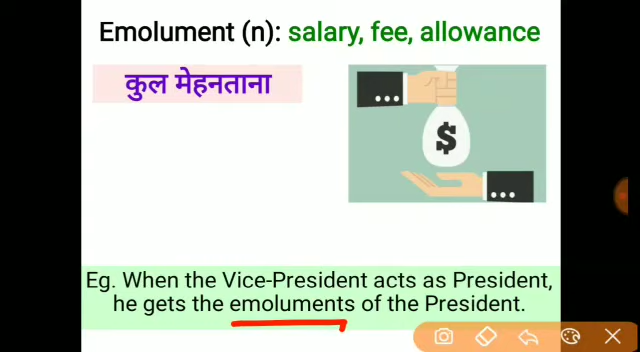 Emolument (n): salary, fee, allowance
कुल मेहनताना
$
Eg. When the Vice-President acts as President,
he gets the emoluments of the President.